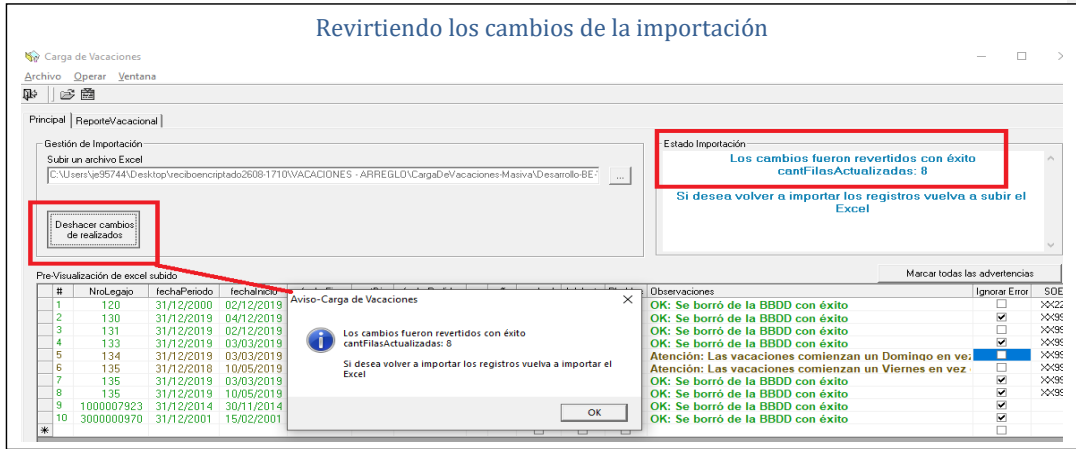 Revirtiendo los cambios de la importación
Carga de Vacaciones
Archivo Operar Ventana
Principal ReporteVacacional
Gestión de Importación
Subir un archivo Excel
C:\Users\je95744\Desktop\reciboencriptado2608-1710\VACACIONES - ARREGLO\CargaDeVacaciones-Masiva\Desarrollo-BE-
...
Deshacer cambios
de realizados
Estado Importación
Los cambios fueron revertidos con éxito
cantFilasActualizadas: 8
Si desea volver a importar los registros vuelva a subir el
Excel
Pre-Visualización de excel subido
Marcar todas las advertencias
# NroLegajo fechaPeriodo fechaInicio Observaciones Ignorar Error SOE
1 120 31/12/2000 02/12/2019 OK: Se borró de la BBDD con éxito XX22
2 130 31/12/2019 04/12/2019 OK: Se borró de la BBDD con éxito XX99
3 131 31/12/2019 02/12/2019 OK: Se borró de la BBDD con éxito XX99
4 133 31/12/2019 03/03/2019 OK: Se borró de la BBDD con éxito XX99
5 134 31/12/2019 03/03/2019 Atención: Las vacaciones comienzan un Domingo en vez XX99
6 135 31/12/2018 10/05/2019 Atención: Las vacaciones comienzan un Viernes en vez XX99
7 135 31/12/2019 03/03/2019 OK: Se borró de la BBDD con éxito XX99
8 135 31/12/2019 10/05/2019 OK: Se borró de la BBDD con éxito XX99
9 1000007923 31/12/2014 30/11/2014 OK: Se borró de la BBDD con éxito
10 3000000970 31/12/2001 15/02/2001 OK: Se borró de la BBDD con éxito
Aviso-Carga de Vacaciones
Los cambios fueron revertidos con éxito
cantFilasActualizadas: 8
Si desea volver a importar los registros vuelva a importar el
Excel
OK